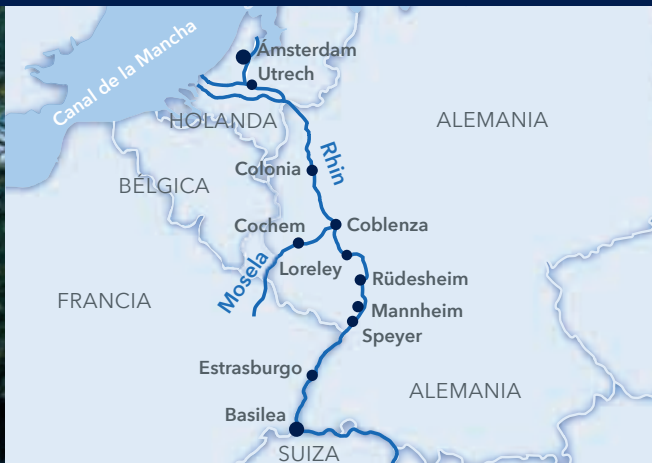 Canal de la Mancha
Ámsterdam
Utrech
HOLANDA
ALEMANIA
Rhin
Colonia
BÉLGICA
Cochem
Coblenza
Mosela
Loreley
Rüdesheim
FRANCIA
Mannheim
Speyer
Estrasburgo
ALEMANIA
Basilea
SUIZA